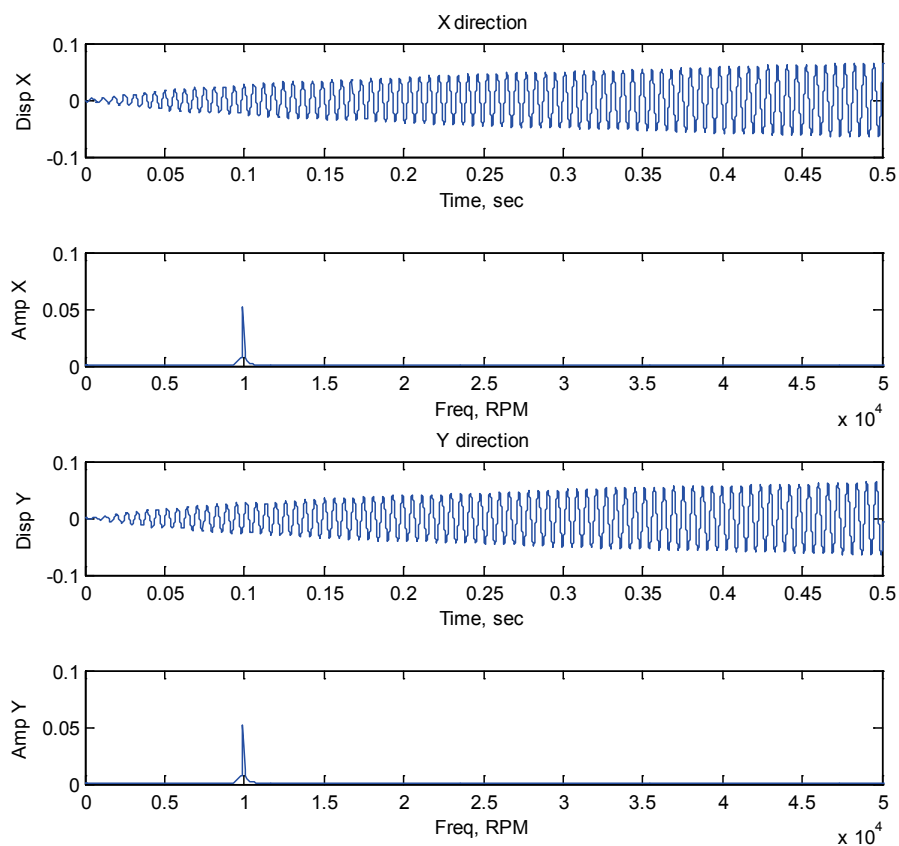 X direction
0.1
0
-0.1
Disp X
0 0.05 0.1 0.15 0.2 0.25 0.3 0.35 0.4 0.45 0.5
Time, sec
0.1
0.05
0
Amp X
0 0.5 1 1.5 2 2.5 3 3.5 4 4.5 5
Freq, RPM
x 10^4
Y direction
0.1
0
-0.1
Disp Y
0 0.05 0.1 0.15 0.2 0.25 0.3 0.35 0.4 0.45 0.5
Time, sec
0.1
0.05
0
Amp Y
0 0.5 1 1.5 2 2.5 3 3.5 4 4.5 5
Freq, RPM
x 10^4